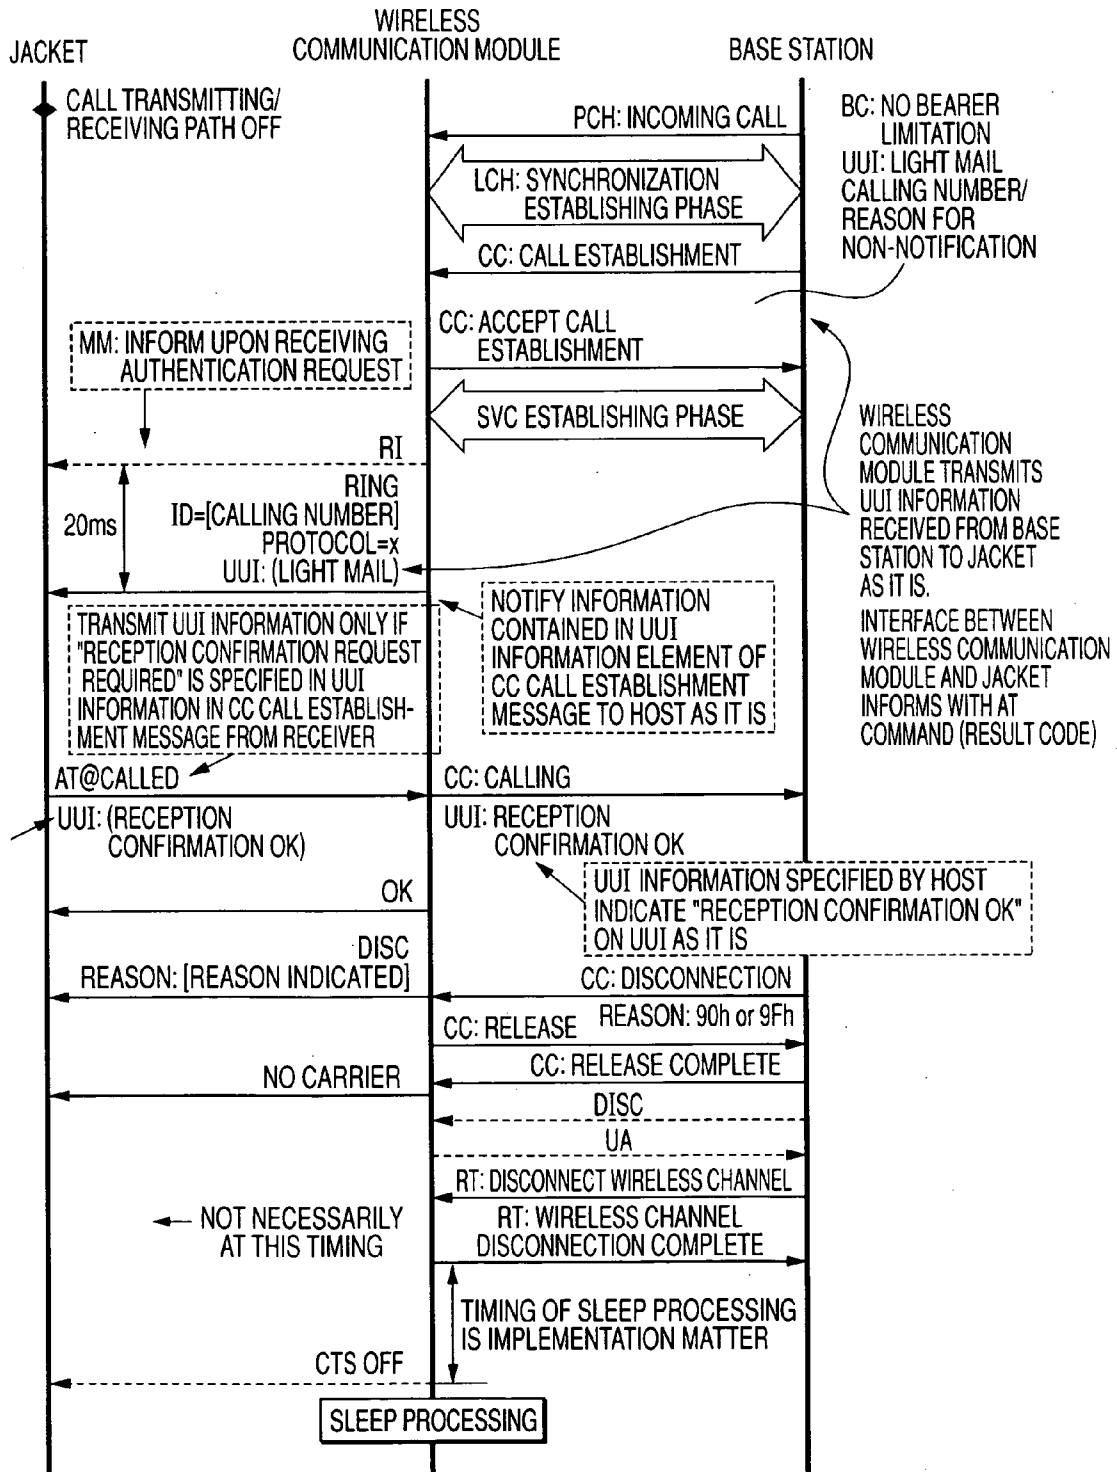 WIRELESS
JACKET
COMMUNICATION MODULE
BASE STATION
CALL TRANSMITTING/
RECEIVING PATH OFF
PCH: INCOMING CALL
BC: NO BEARER
LIMITATION
UUI: LIGHT MAIL
CALLING NUMBER/
REASON FOR
NON-NOTIFICATION
LCH: SYNCHRONIZATION
ESTABLISHING PHASE
CC: CALL ESTABLISHMENT
CC: ACCEPT CALL
ESTABLISHMENT
MM: INFORM UPON RECEIVING
AUTHENTICATION REQUEST
SVC ESTABLISHING PHASE
WIRELESS
COMMUNICATION
MODULE TRANSMITS
UUI INFORMATION
RECEIVED FROM BASE
STATION TO JACKET
AS IT IS.
INTERFACE BETWEEN
WIRELESS COMMUNICATION
MODULE AND JACKET
INFORMS WITH AT
COMMAND (RESULT CODE)
RI
20ms
RING
ID=[CALLING NUMBER]
PROTOCOL=x
UUI: (LIGHT MAIL)
NOTIFY INFORMATION
CONTAINED IN UUI
INFORMATION ELEMENT OF
CC CALL ESTABLISHMENT
MESSAGE TO HOST AS IT IS
TRANSMIT UUI INFORMATION ONLY IF
"RECEPTION CONFIRMATION REQUEST
REQUIRED" IS SPECIFIED IN UUI
INFORMATION IN CC CALL ESTABLISH-
MENT MESSAGE FROM RECEIVER
AT@CALLED
CC: CALLING
UUI: (RECEPTION
CONFIRMATION OK)
UUI: RECEPTION
CONFIRMATION OK
UUI INFORMATION SPECIFIED BY HOST
INDICATE "RECEPTION CONFIRMATION OK"
ON UUI AS IT IS
OK
DISC
REASON: [REASON INDICATED]
CC: DISCONNECTION
REASON: 90h or 9Fh
CC: RELEASE
CC: RELEASE COMPLETE
NO CARRIER
DISC
UA
RT: DISCONNECT WIRELESS CHANNEL
NOT NECESSARILY
AT THIS TIMING
RT: WIRELESS CHANNEL
DISCONNECTION COMPLETE
TIMING OF SLEEP PROCESSING
IS IMPLEMENTATION MATTER
CTS OFF
SLEEP PROCESSING